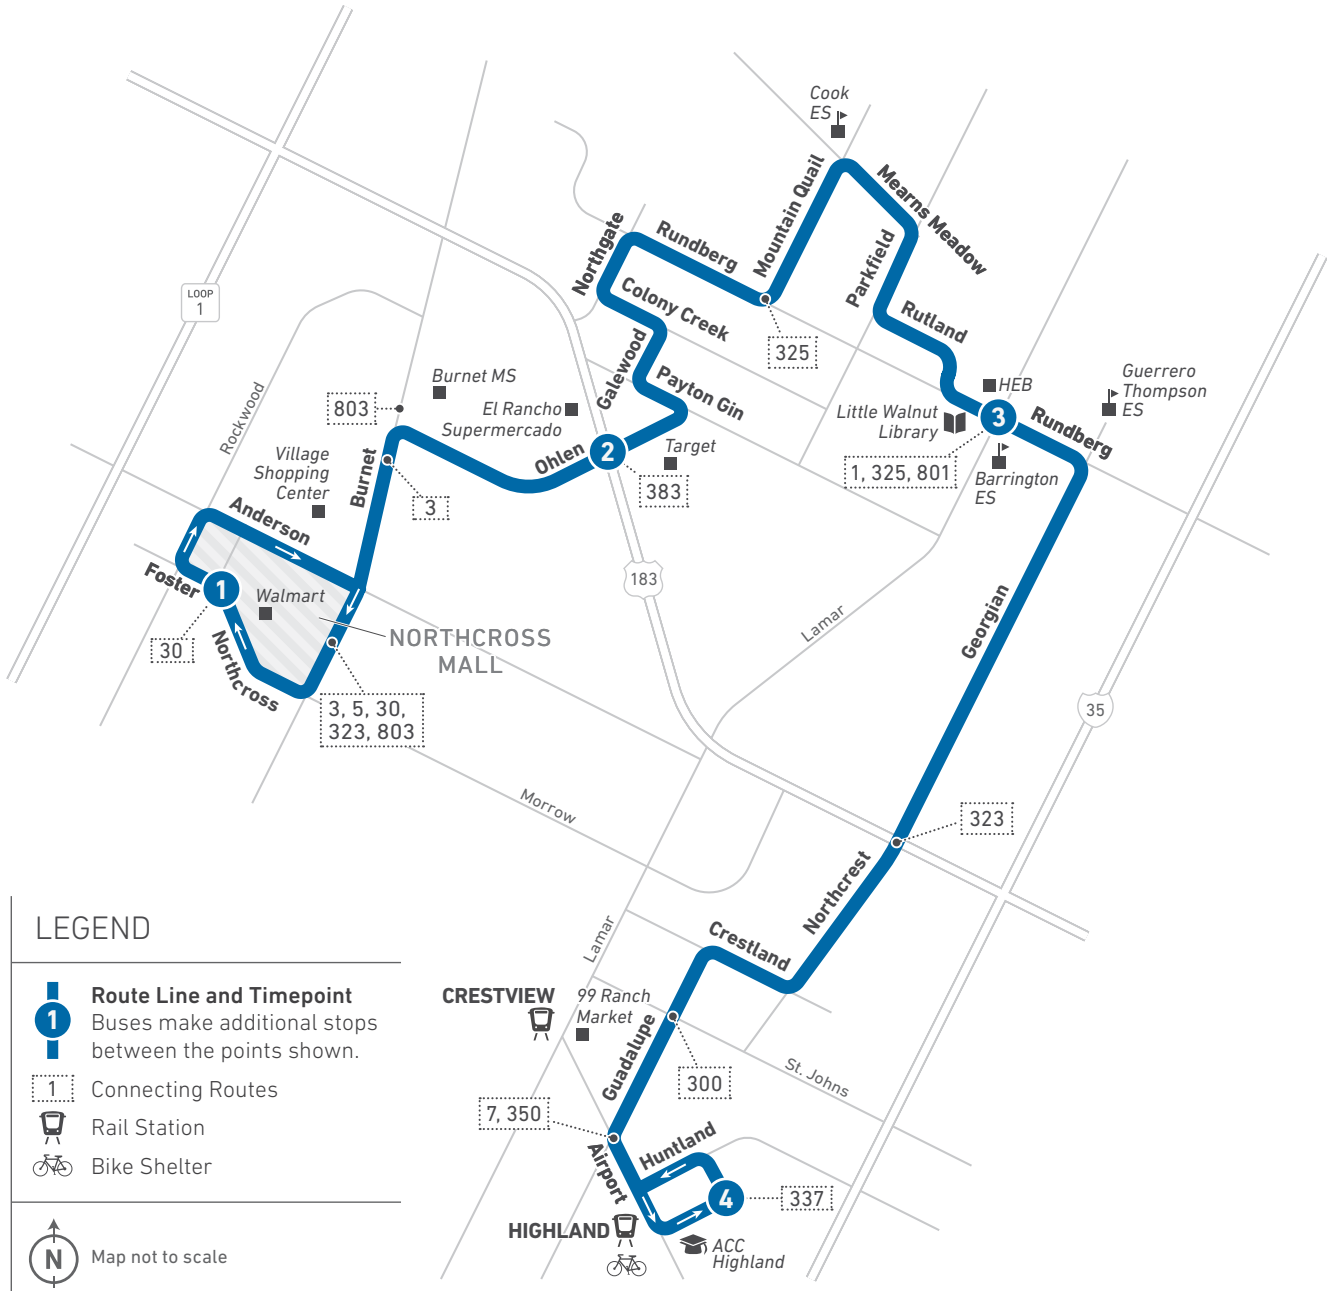 Cook
ES
Mountain Quail
Mearns Meadow
Northgate
Rundberg
Parkfield
Colony Creek
Rutland
LOOP
1
325
Galewood
Payton Gin
Burnet MS
803
El Rancho
Supermercado
HEB
Guerrero
Thompson
ES
Little Walnut
Library
3
Rundberg
Rockwood
Village
Shopping
Center
Burnet
Ohlen
2
Target
1, 325, 801
Barrington
ES
383
3
Anderson
183
Foster
1
Walmart
Georgian
Lamar
30
Northcross
NORTHCROSS
MALL
3, 5, 30,
323, 803
35
Morrow
323
Northcrest
Lamar
Crestland
CRESTVIEW
99 Ranch
Market
Guadalupe
St. Johns
300
7, 350
Huntland
Airport
4
337
HIGHLAND
ACC
Highland
LEGEND
1
Route Line and Timepoint
Buses make additional stops
between the points shown.
1
Connecting Routes
Rail Station
Bike Shelter
N
Map not to scale